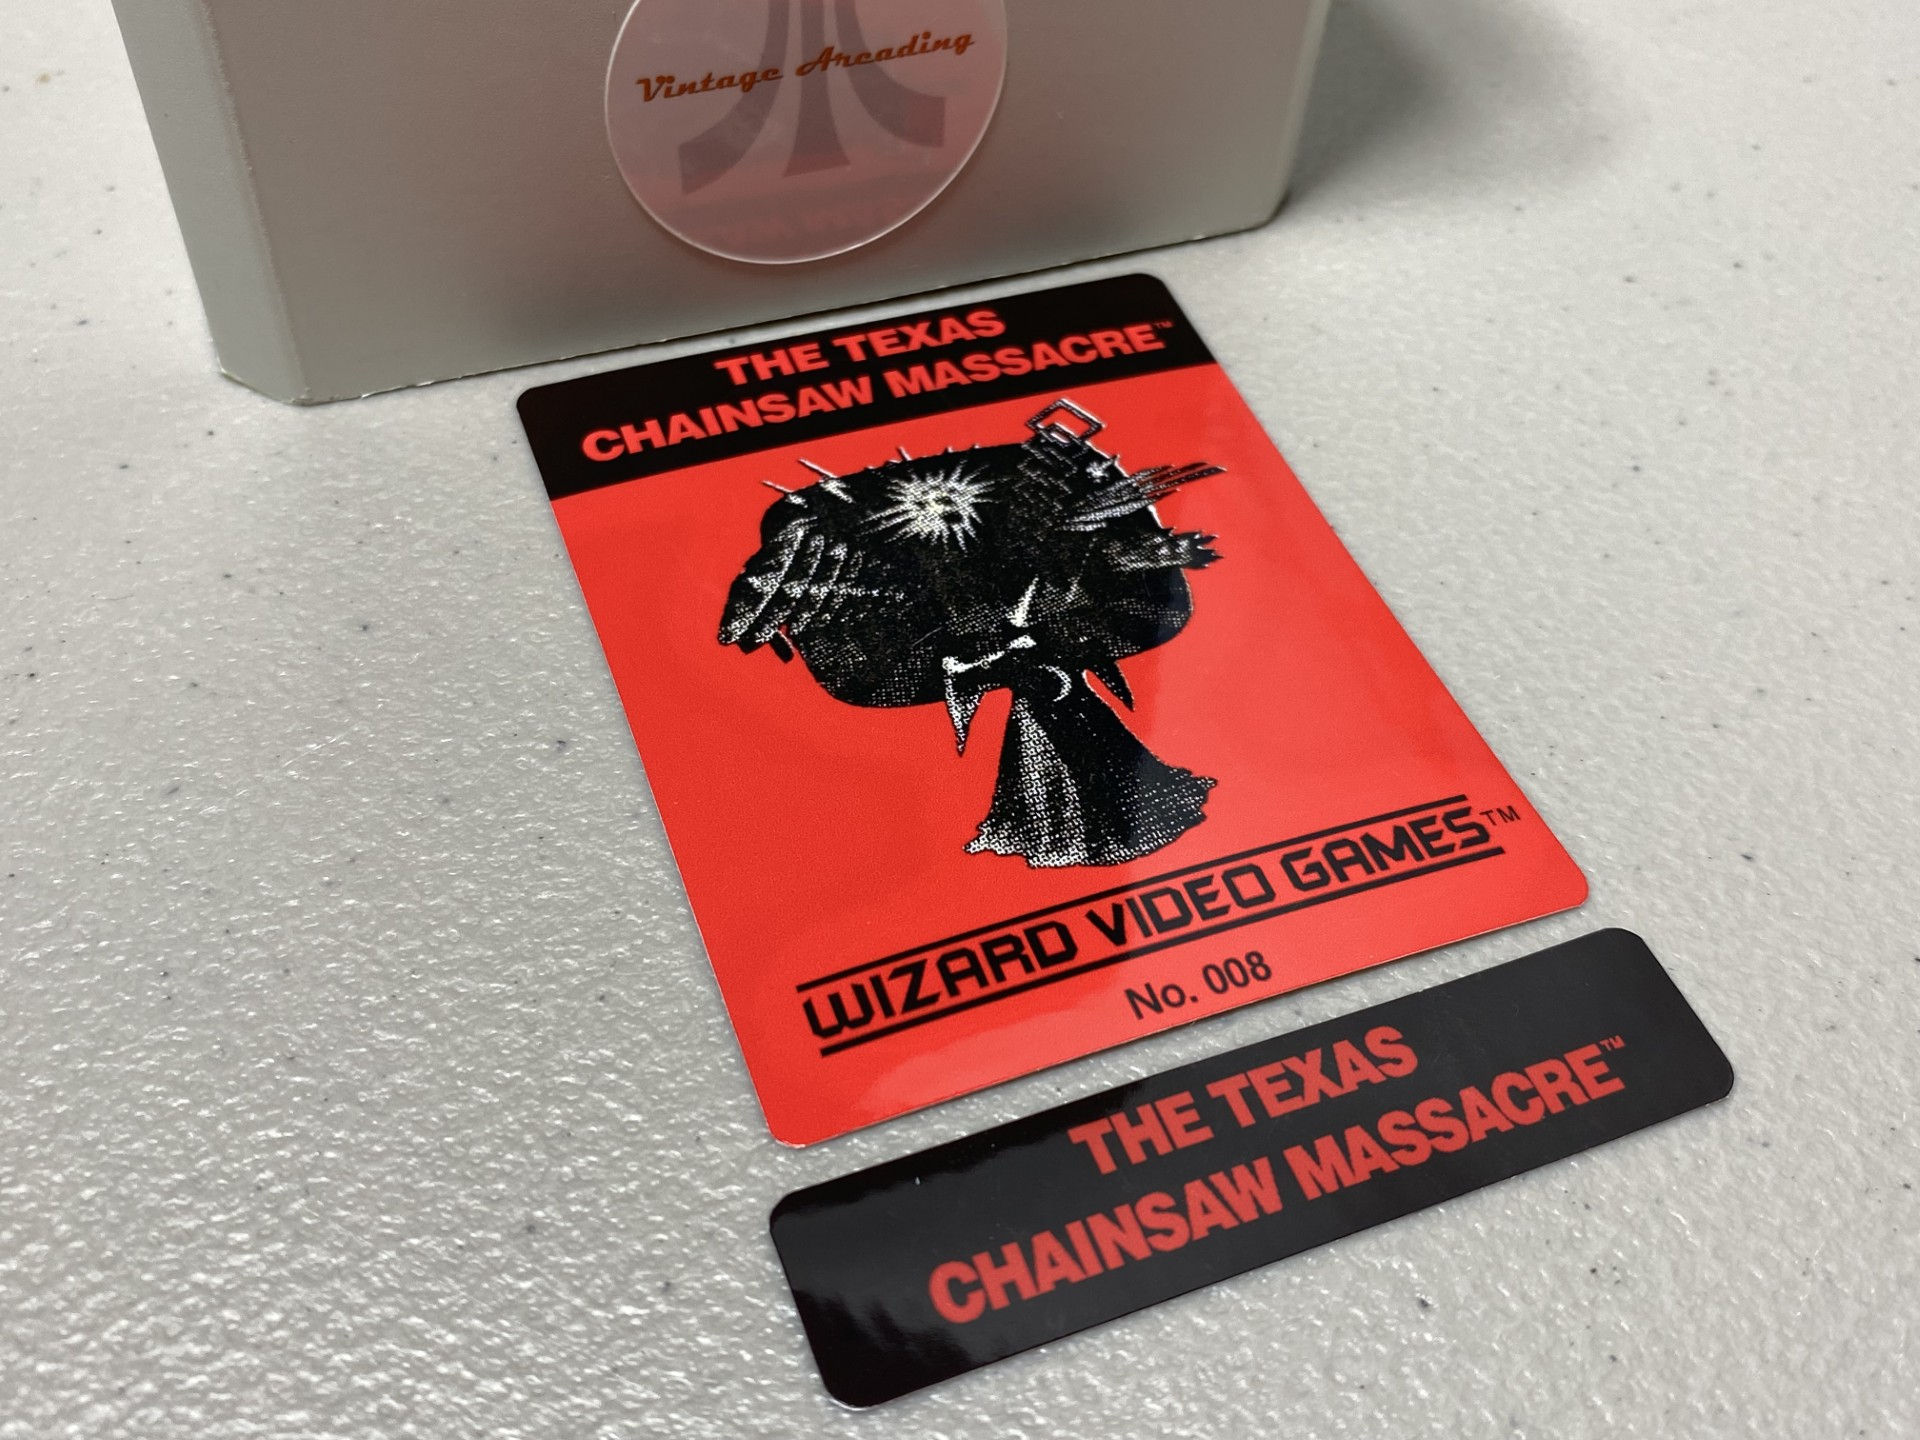 Vintage Arcading
THE TEXAS
CHAINSAW MASSACRE™
WIZARD VIDEO GAMES™
No. 008
THE TEXAS
CHAINSAW MASSACRE™